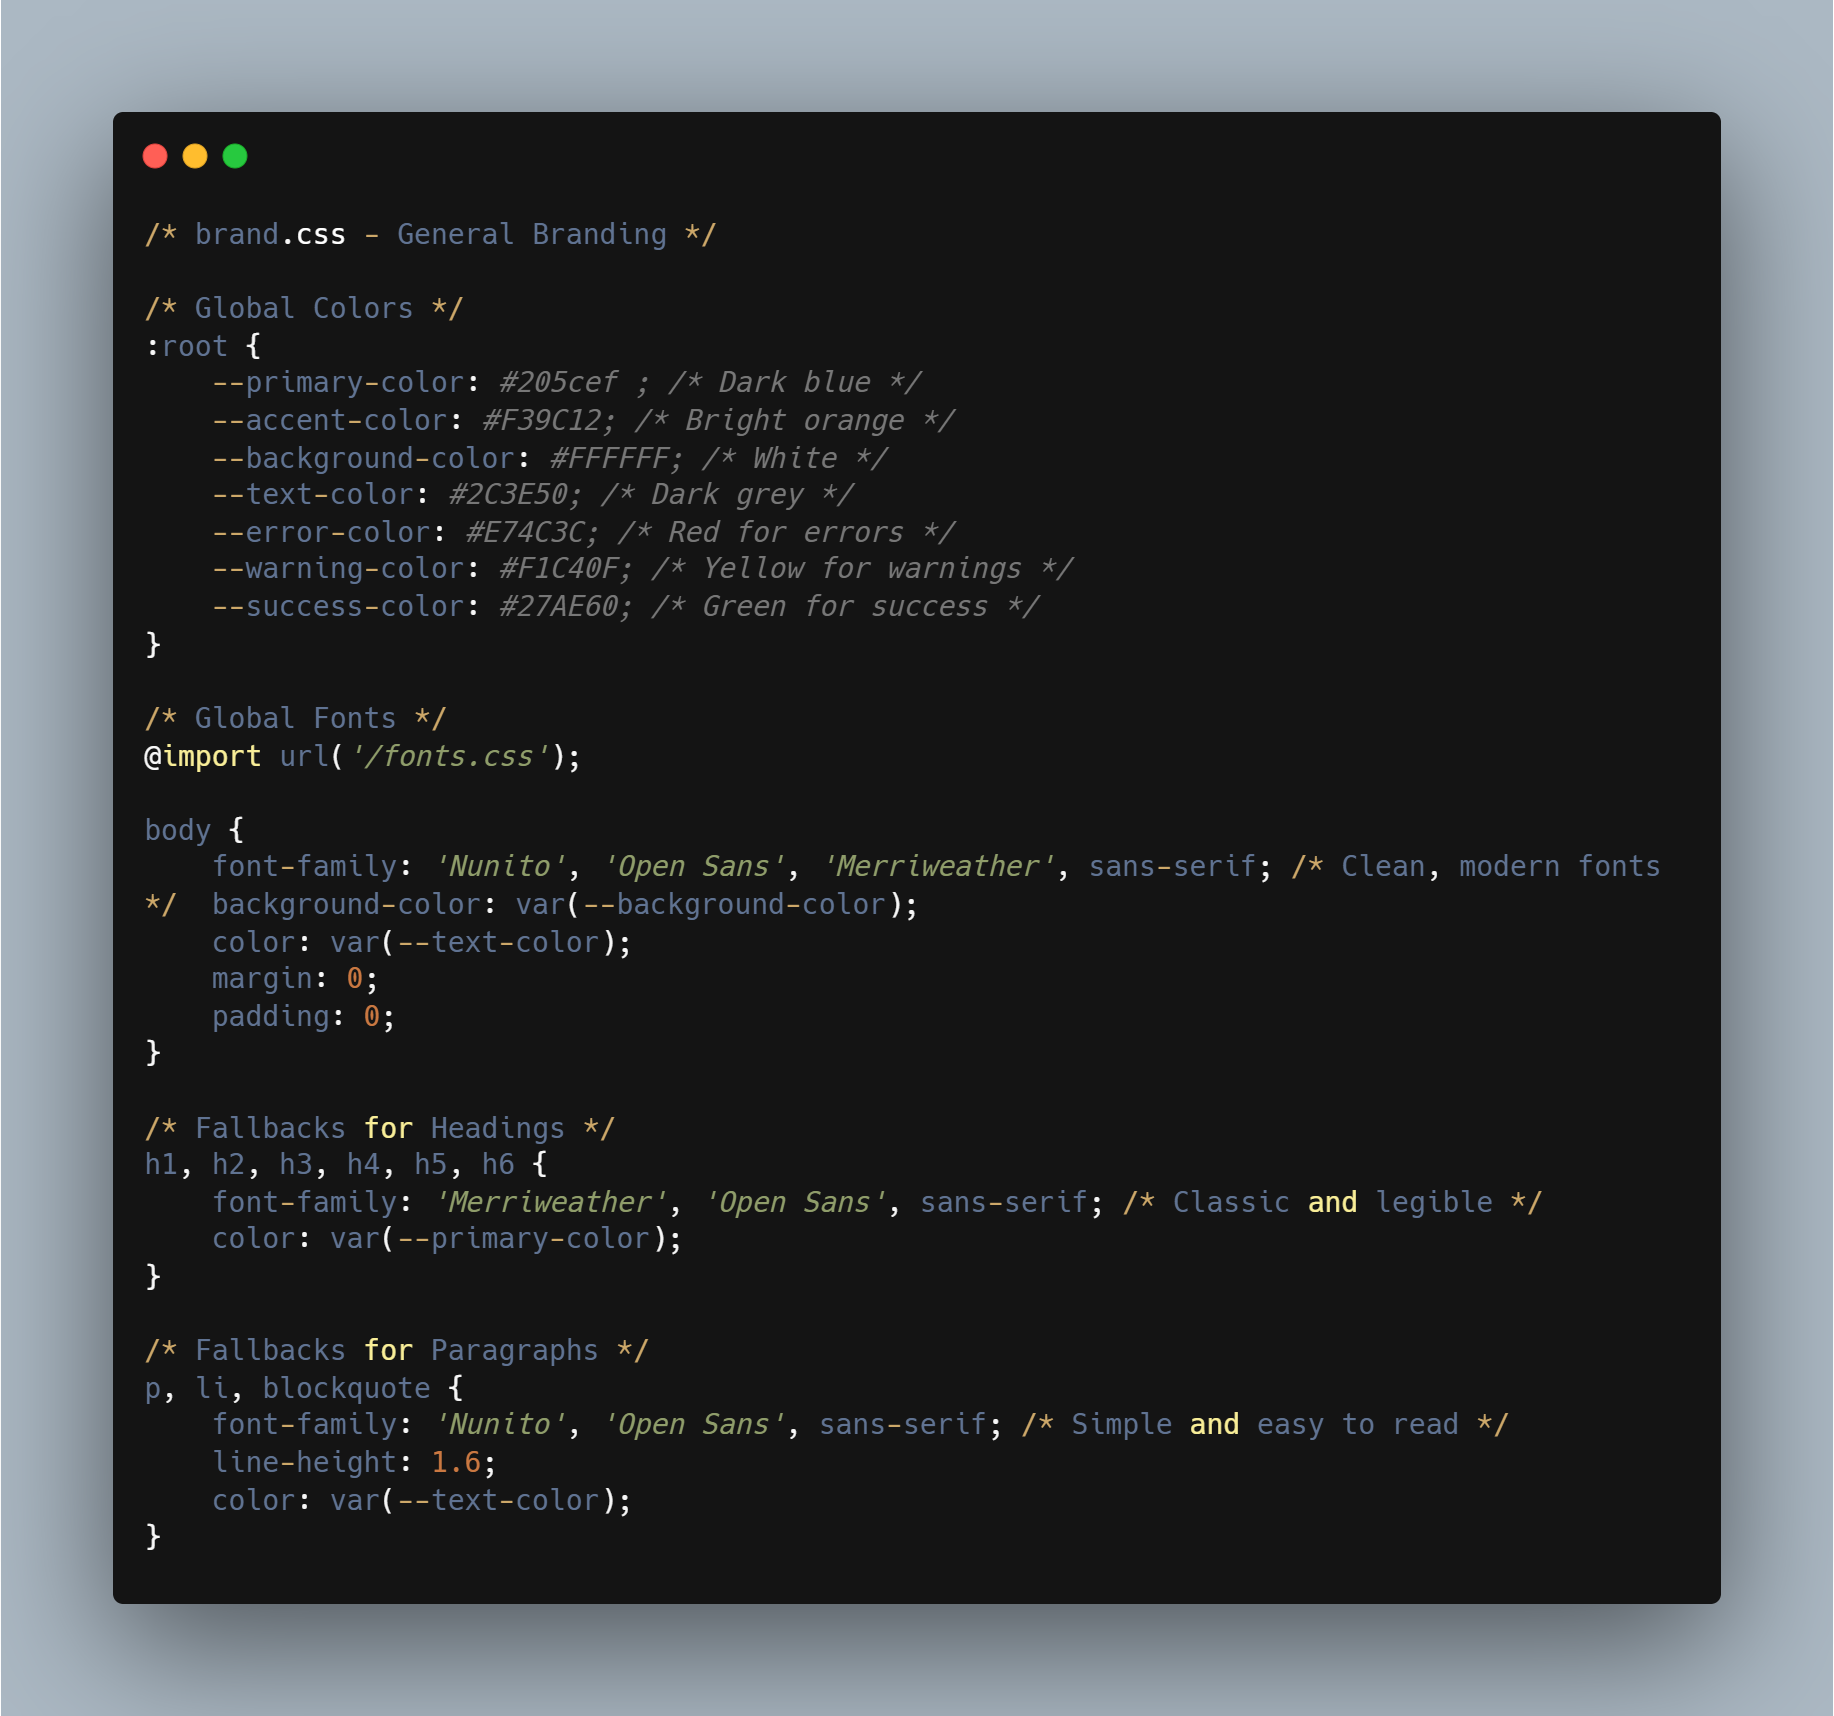 /* brand.css - General Branding */

/* Global Colors */
:root {
    --primary-color: #205cef ; /* Dark blue */
    --accent-color: #F39C12; /* Bright orange */
    --background-color: #FFFFFF; /* White */
    --text-color: #2C3E50; /* Dark grey */
    --error-color: #E74C3C; /* Red for errors */
    --warning-color: #F1C40F; /* Yellow for warnings */
    --success-color: #27AE60; /* Green for success */
}

/* Global Fonts */
@import url('/fonts.css');

body {
    font-family: 'Nunito', 'Open Sans', 'Merriweather', sans-serif; /* Clean, modern fonts
*/  background-color: var(--background-color);
    color: var(--text-color);
    margin: 0;
    padding: 0;
}

/* Fallbacks for Headings */
h1, h2, h3, h4, h5, h6 {
    font-family: 'Merriweather', 'Open Sans', sans-serif; /* Classic and legible */
    color: var(--primary-color);
}

/* Fallbacks for Paragraphs */
p, li, blockquote {
    font-family: 'Nunito', 'Open Sans', sans-serif; /* Simple and easy to read */
    line-height: 1.6;
    color: var(--text-color);
}